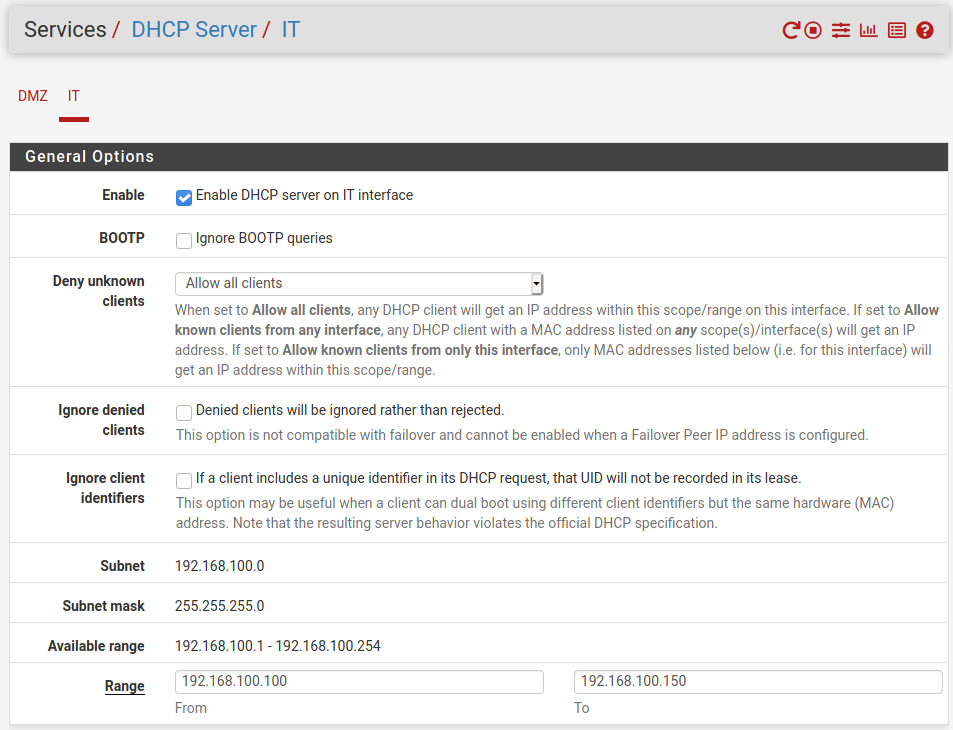 Services / DHCP Server / IT
DMZ IT
General Options
Enable Enable DHCP server on IT interface
BOOTP Ignore BOOTP queries
Deny unknown clients Allow all clients
When set to Allow all clients, any DHCP client will get an IP address within this scope/range on this interface. If set to Allow
known clients from any interface, any DHCP client with a MAC address listed on any scope(s)/interface(s) will get an IP
address. If set to Allow known clients from only this interface, only MAC addresses listed below (i.e. for this interface) will
get an IP address within this scope/range.
Ignore denied clients Denied clients will be ignored rather than rejected.
This option is not compatible with failover and cannot be enabled when a Failover Peer IP address is configured.
Ignore client identifiers If a client includes a unique identifier in its DHCP request, that UID will not be recorded in its lease.
This option may be useful when a client can dual boot using different client identifiers but the same hardware (MAC)
address. Note that the resulting server behavior violates the official DHCP specification.
Subnet 192.168.100.0
Subnet mask 255.255.255.0
Available range 192.168.100.1 - 192.168.100.254
Range 192.168.100.100 192.168.100.150
From To